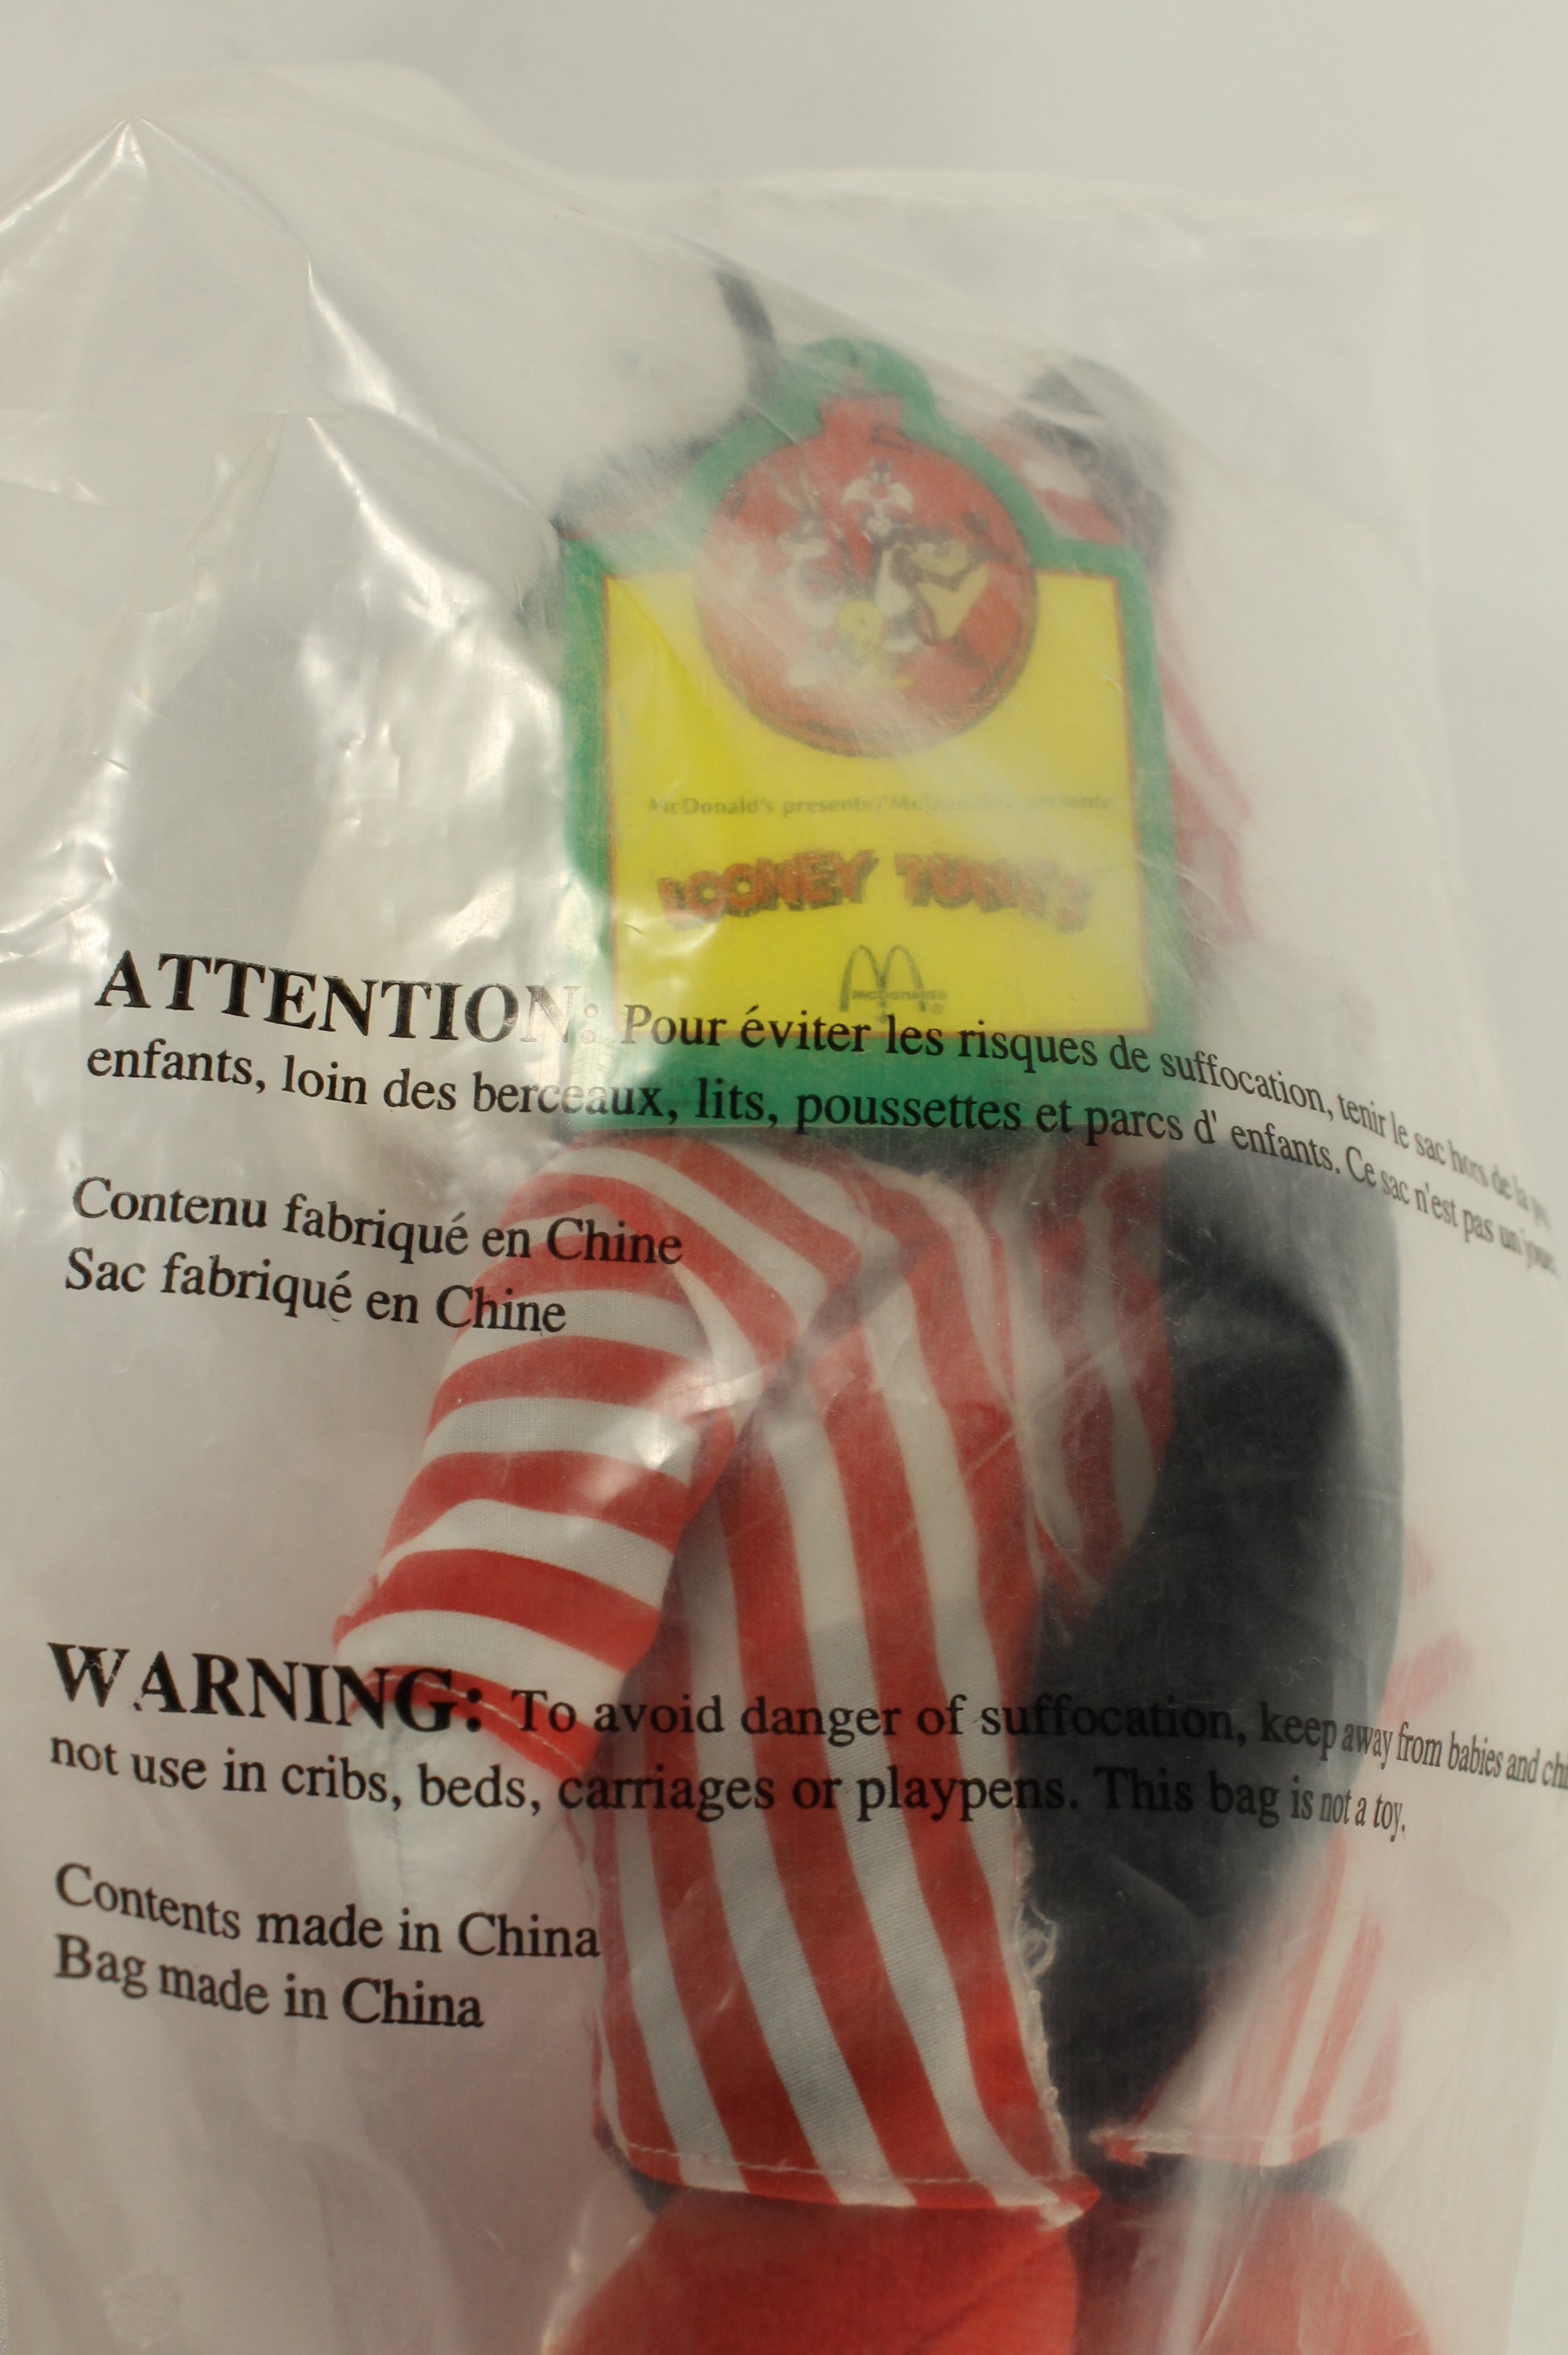 McDonald's presents/McDonald's présente
LOONEY TUNES
McDonald's
ATTENTION: Pour éviter les risques de suffocation, tenir le sac hors de la
enfants, loin des berceaux, lits, poussettes et parcs d' enfants. Ce sac n'est pas un
Contenu fabriqué en Chine
Sac fabriqué en Chine
WARNING: To avoid danger of suffocation, keep away from babies and
not use in cribs, beds, carriages or playpens. This bag is not a toy.
Contents made in China
Bag made in China